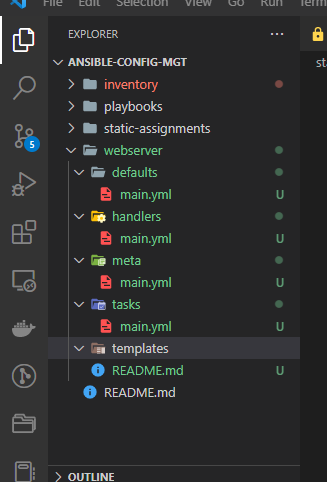 File Edit Selection View Go Run Term
EXPLORER
ANSIBLE-CONFIG-MGT
inventory
playbooks
static-assignments
5
webserver
defaults
main.yml U
handlers
main.yml U
meta
main.yml U
tasks
main.yml U
templates
README.md U
README.md
OUTLINE